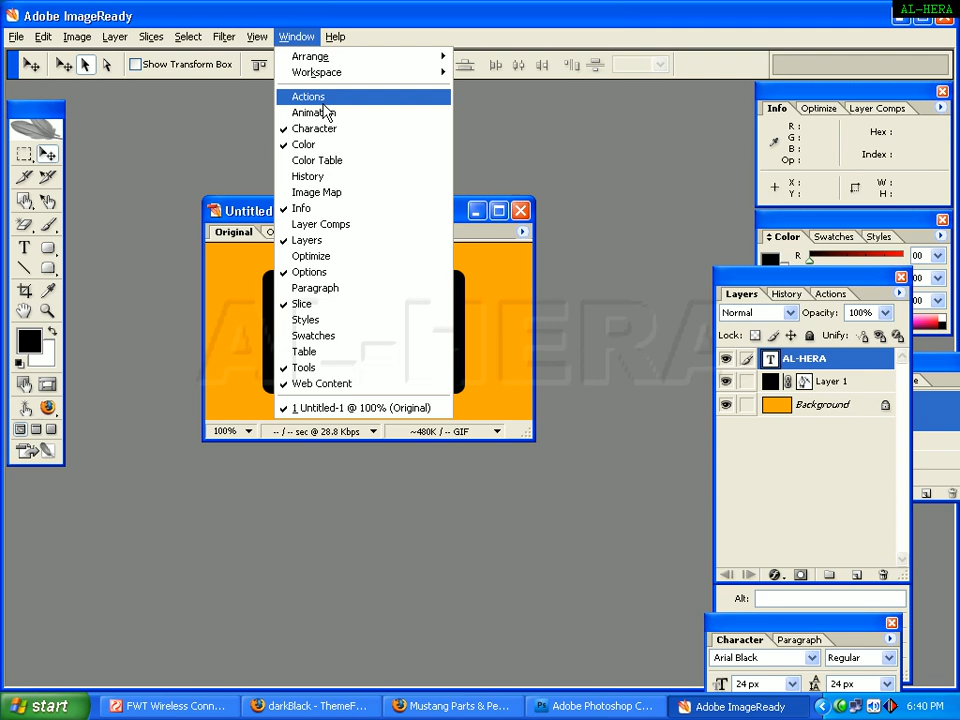 AL-HERA
Adobe ImageReady
File Edit Image Layer Slices Select Filter View Window Help
Show Transform Box
Arrange
Workspace
Actions
Animation
Character
Color
Color Table
History
Image Map
Info
Layer Comps
Layers
Optimize
Options
Paragraph
Slice
Styles
Swatches
Table
Tools
Web Content
1 Untitled-1 @ 100% (Original)
Untitled
Original
100% -- / -- sec @ 28.8 Kbps ~480K / -- GIF
AL-HERA
Info Optimize Layer Comps
R : Hex :
G :
B : Index :
Op :
X : W :
Y : H :
Color Swatches Styles
R 00
00
00
Layers History Actions
Normal Opacity: 100%
Lock: Unify:
T AL-HERA
Layer 1
Background
Alt:
Character Paragraph
Arial Black Regular
24 px 24 px
start FWT Wireless Conn... darkBlack - ThemeF... Mustang Parts & Pe... Adobe Photoshop C... Adobe ImageReady 6:40 PM